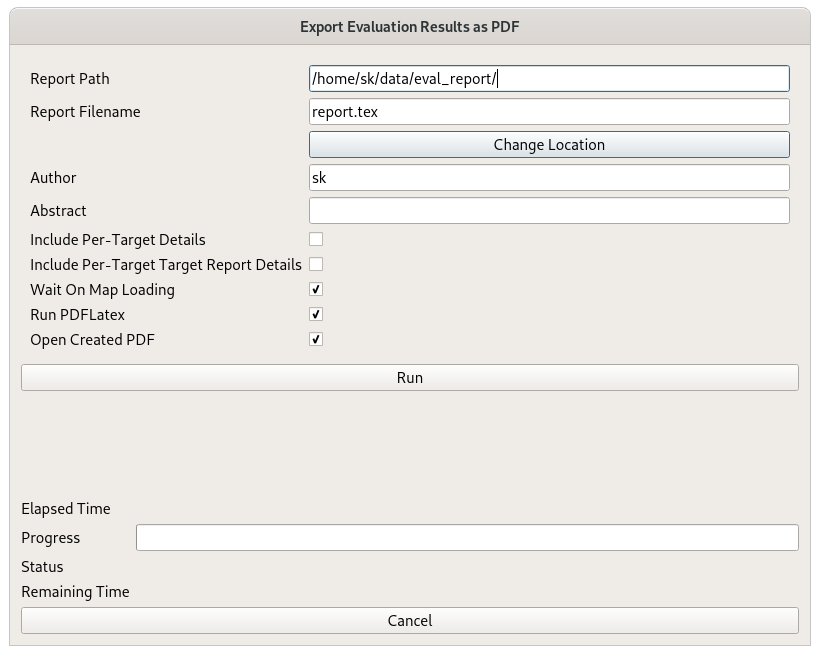 Export Evaluation Results as PDF
Report Path /home/sk/data/eval_report/
Report Filename report.tex
Change Location
Author sk
Abstract
Include Per-Target Details
Include Per-Target Target Report Details
Wait On Map Loading
Run PDFLatex
Open Created PDF
Run
Elapsed Time
Progress
Status
Remaining Time
Cancel